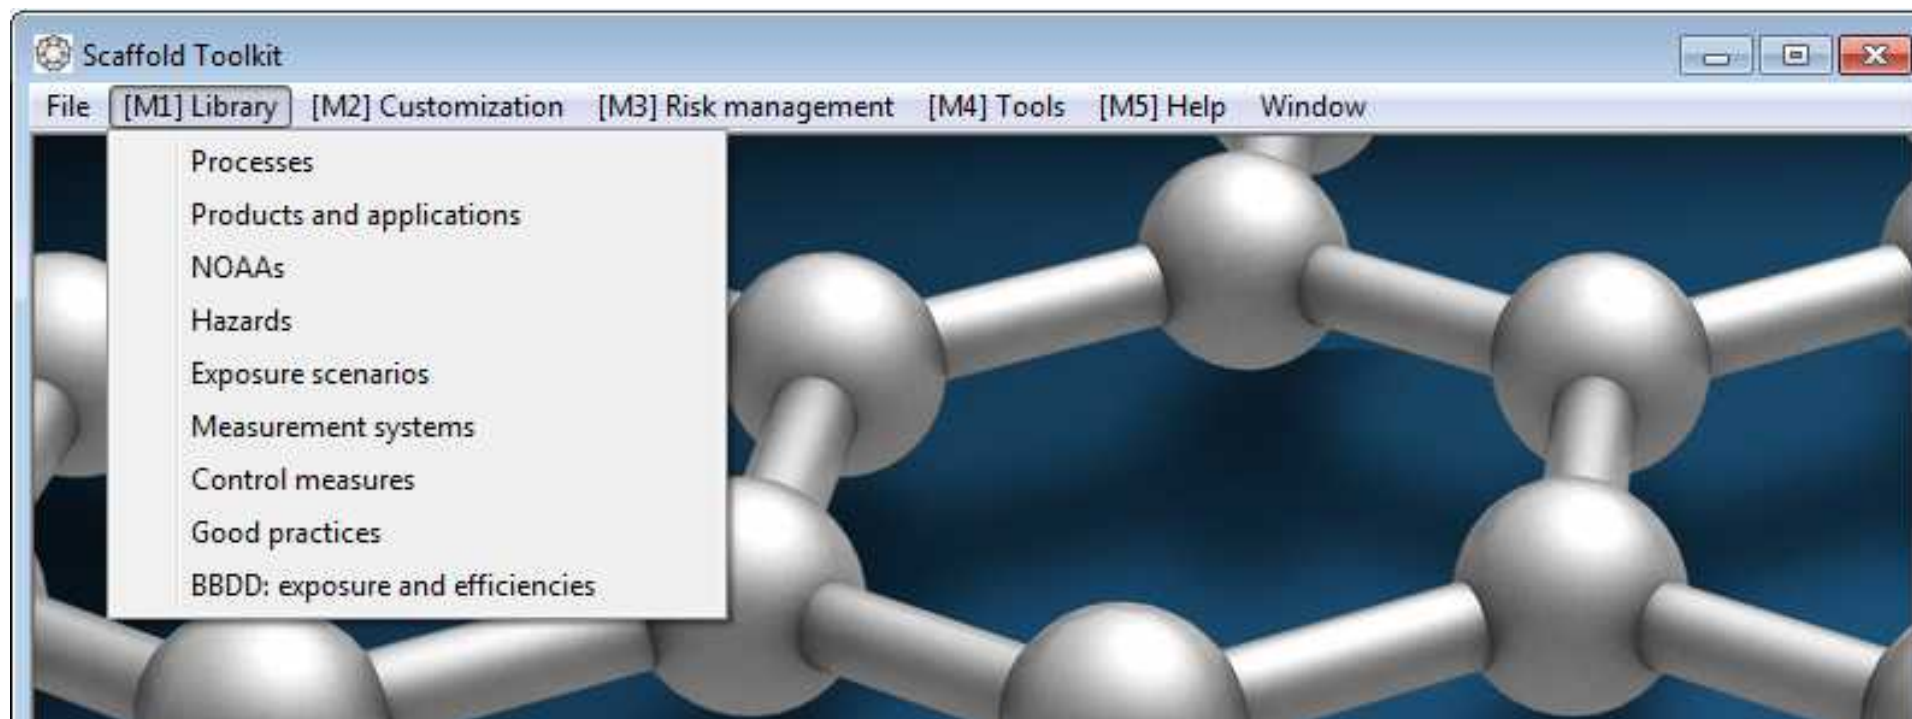 Scaffold Toolkit
File [M1] Library [M2] Customization [M3] Risk management [M4] Tools [M5] Help Window
Processes
Products and applications
NOAAs
Hazards
Exposure scenarios
Measurement systems
Control measures
Good practices
BBDD: exposure and efficiencies